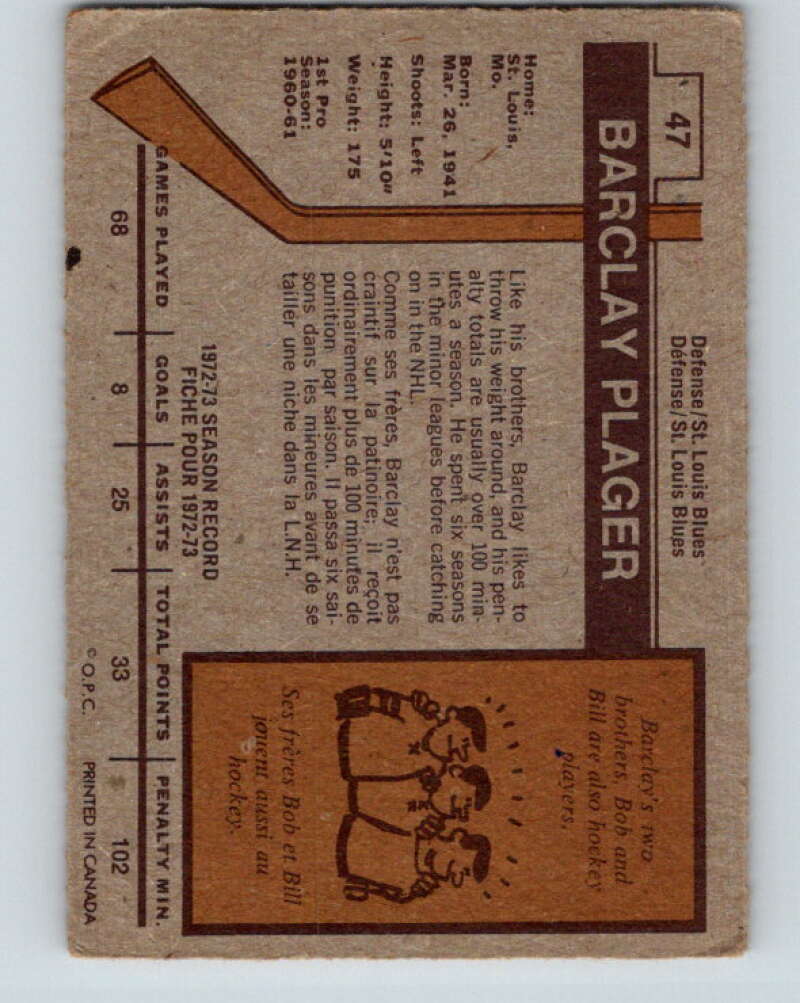 47
Defense/St. Louis Blues
Défense/St. Louis Blues
BARCLAY PLAGER
Home:
St. Louis,
Mo.
Born:
Mar. 26, 1941
Shoots: Left
Height: 5'10"
Weight: 175
1st Pro
Season:
1960-61
Like his brothers, Barclay likes to
throw his weight around, and his pen-
alty totals are usually over 100 min-
utes a season. He spent six seasons
in the minor leagues before catching
on in the NHL.
Comme ses frères, Barclay n'est pas
craintif sur la patinoire; il reçoit
ordinairement plus de 100 minutes de
punition par saison. Il passa six sai-
sons dans les mineures avant de se
tailler une niche dans la L.N.H.
Barclay's two
brothers, Bob and
Bill are also hockey
players.
Ses frères Bob et Bill
jouent aussi au
hockey.
1972-73 SEASON RECORD
FICHE POUR 1972-73
GAMES PLAYED GOALS ASSISTS TOTAL POINTS PENALTY MIN.
68 8 25 33 102
© O.P.C. PRINTED IN CANADA